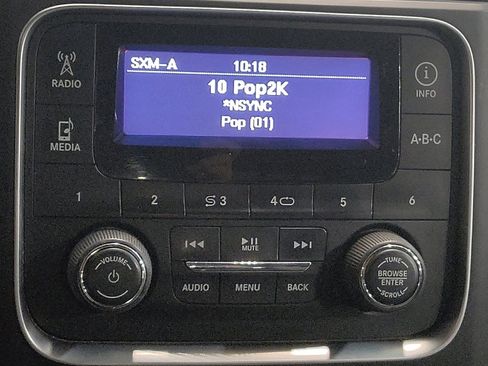 SXM-A 10:18
10 Pop2K
*NSYNC
Pop (01)
RADIO
INFO
MEDIA
A•B•C
1 2 3 4 5 6
MUTE
VOLUME
TUNE
BROWSE
ENTER
SCROLL
AUDIO MENU BACK